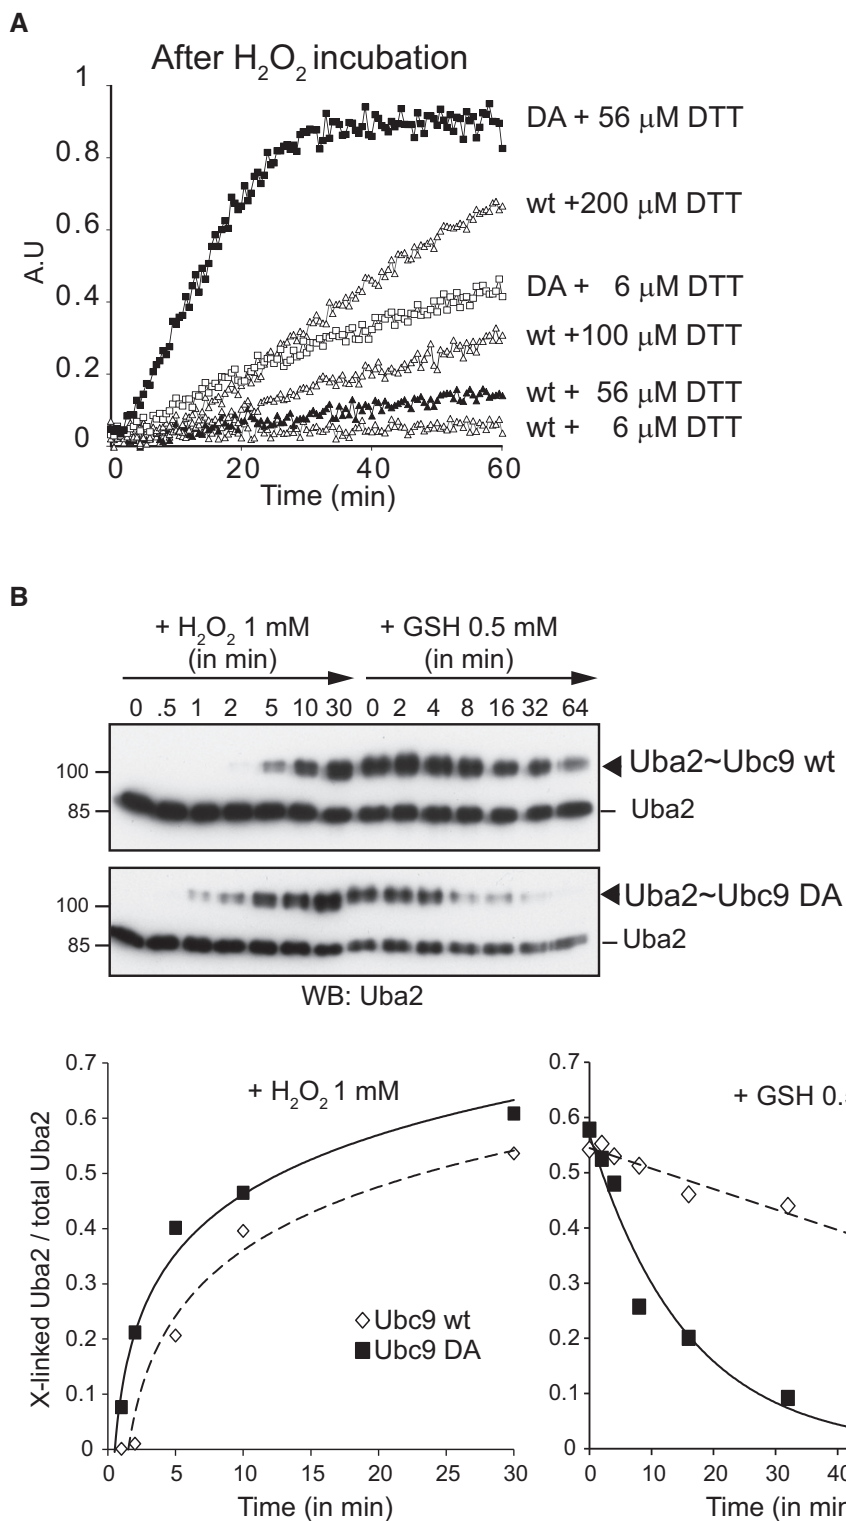 A
After H₂O₂ incubation
1
0.8
0.6
0.4
0.2
0
A.U
0 20 40 60
Time (min)
DA + 56 μM DTT
wt +200 μM DTT
DA + 6 μM DTT
wt +100 μM DTT
wt + 56 μM DTT
wt + 6 μM DTT
B
+ H₂O₂ 1 mM
(in min)
+ GSH 0.5 mM
(in min)
0 .5 1 2 5 10 30 0 2 4 8 16 32 64
100
85
Uba2~Ubc9 wt
Uba2
100
85
Uba2~Ubc9 DA
Uba2
WB: Uba2
X-linked Uba2 / total Uba2
0.7
0.6
0.5
0.4
0.3
0.2
0.1
0
+ H₂O₂ 1 mM
Ubc9 wt
Ubc9 DA
0 5 10 15 20 25 30
Time (in min)
0.7
0.6
0.5
0.4
0.3
0.2
0.1
0
+ GSH 0.
0 10 20 30 40
Time (in min